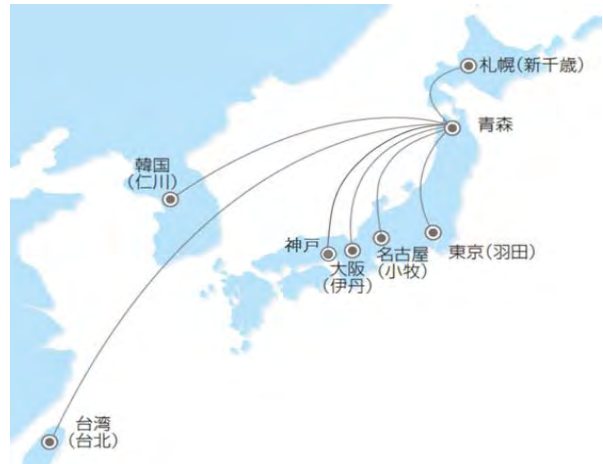 札幌(新千歳)
青森
韓国
(仁川)
神戸
大阪
(伊丹)
名古屋
(小牧)
東京(羽田)
台湾
(台北)